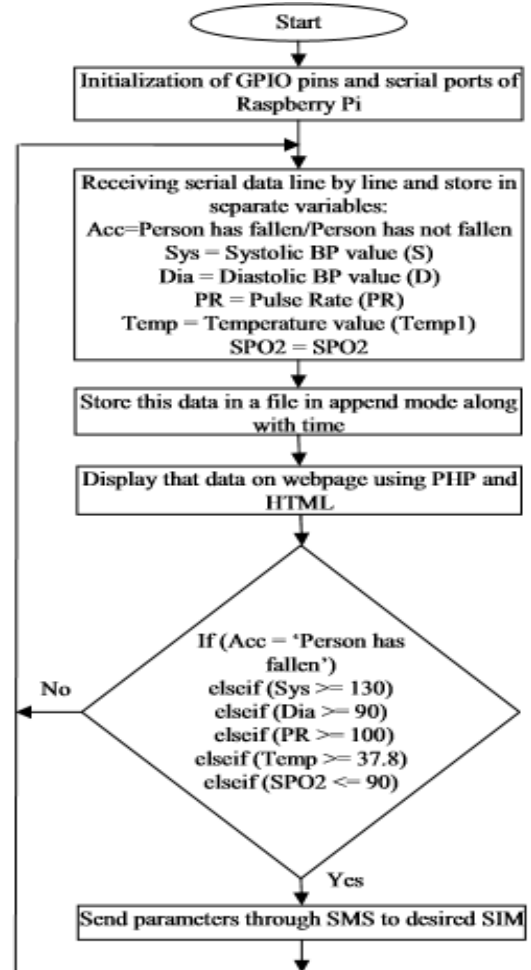 Start
Initialization of GPIO pins and serial ports of
Raspberry Pi
Receiving serial data line by line and store in
separate variables:
Acc=Person has fallen/Person has not fallen
Sys = Systolic BP value (S)
Dia = Diastolic BP value (D)
PR = Pulse Rate (PR)
Temp = Temperature value (Temp1)
SPO2 = SPO2
Store this data in a file in append mode along
with time
Display that data on webpage using PHP and
HTML
If (Acc = ‘Person has
fallen’)
elseif (Sys >= 130)
elseif (Dia >= 90)
elseif (PR >= 100)
elseif (Temp >= 37.8)
elseif (SPO2 <= 90)
No
Yes
Send parameters through SMS to desired SIM